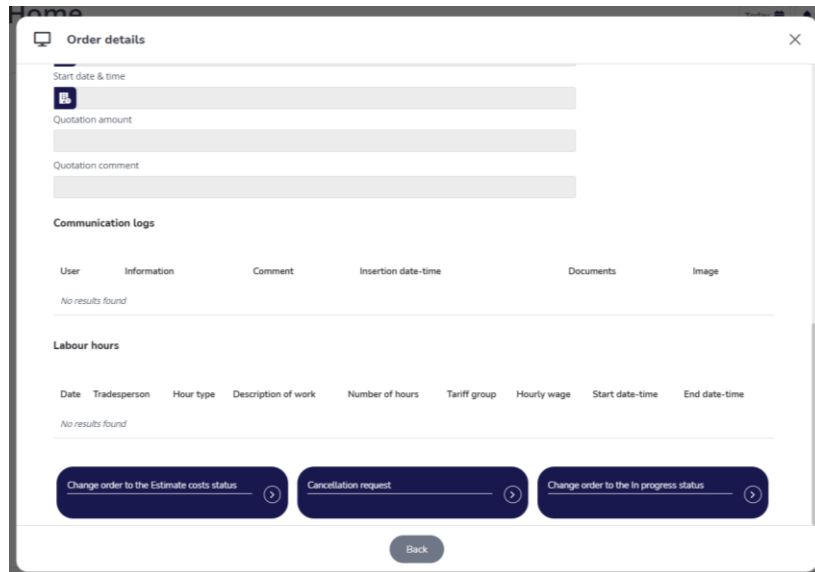 Home
Today
Order details
Start date & time
Quotation amount
Quotation comment
Communication logs
User Information Comment Insertion date-time Documents Image
No results found
Labour hours
Date Tradesperson Hour type Description of work Number of hours Tariff group Hourly wage Start date-time End date-time
No results found
Change order to the Estimate costs status
Cancellation request
Change order to the In progress status
Back